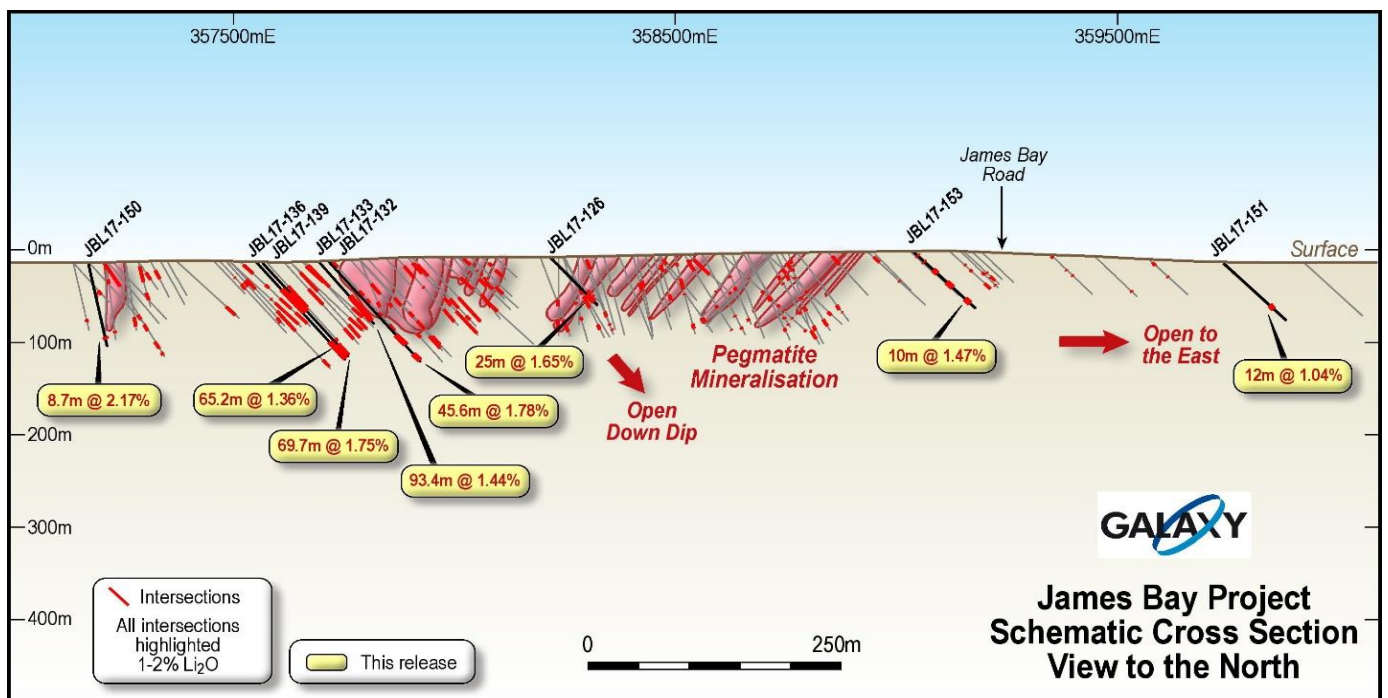 357500mE
358500mE
359500mE
James Bay
Road
JBL17-150
JBL17-136
JBL17-139
JBL17-133
JBL17-132
JBL17-126
JBL17-153
JBL17-151
0m
Surface
100m
200m
300m
400m
8.7m @ 2.17%
65.2m @ 1.36%
69.7m @ 1.75%
93.4m @ 1.44%
45.6m @ 1.78%
25m @ 1.65%
Open
Down Dip
Pegmatite
Mineralisation
10m @ 1.47%
Open to
the East
12m @ 1.04%
GALAXY
James Bay Project
Schematic Cross Section
View to the North
Intersections
All intersections
highlighted
1-2% Li₂O
This release
0
250m